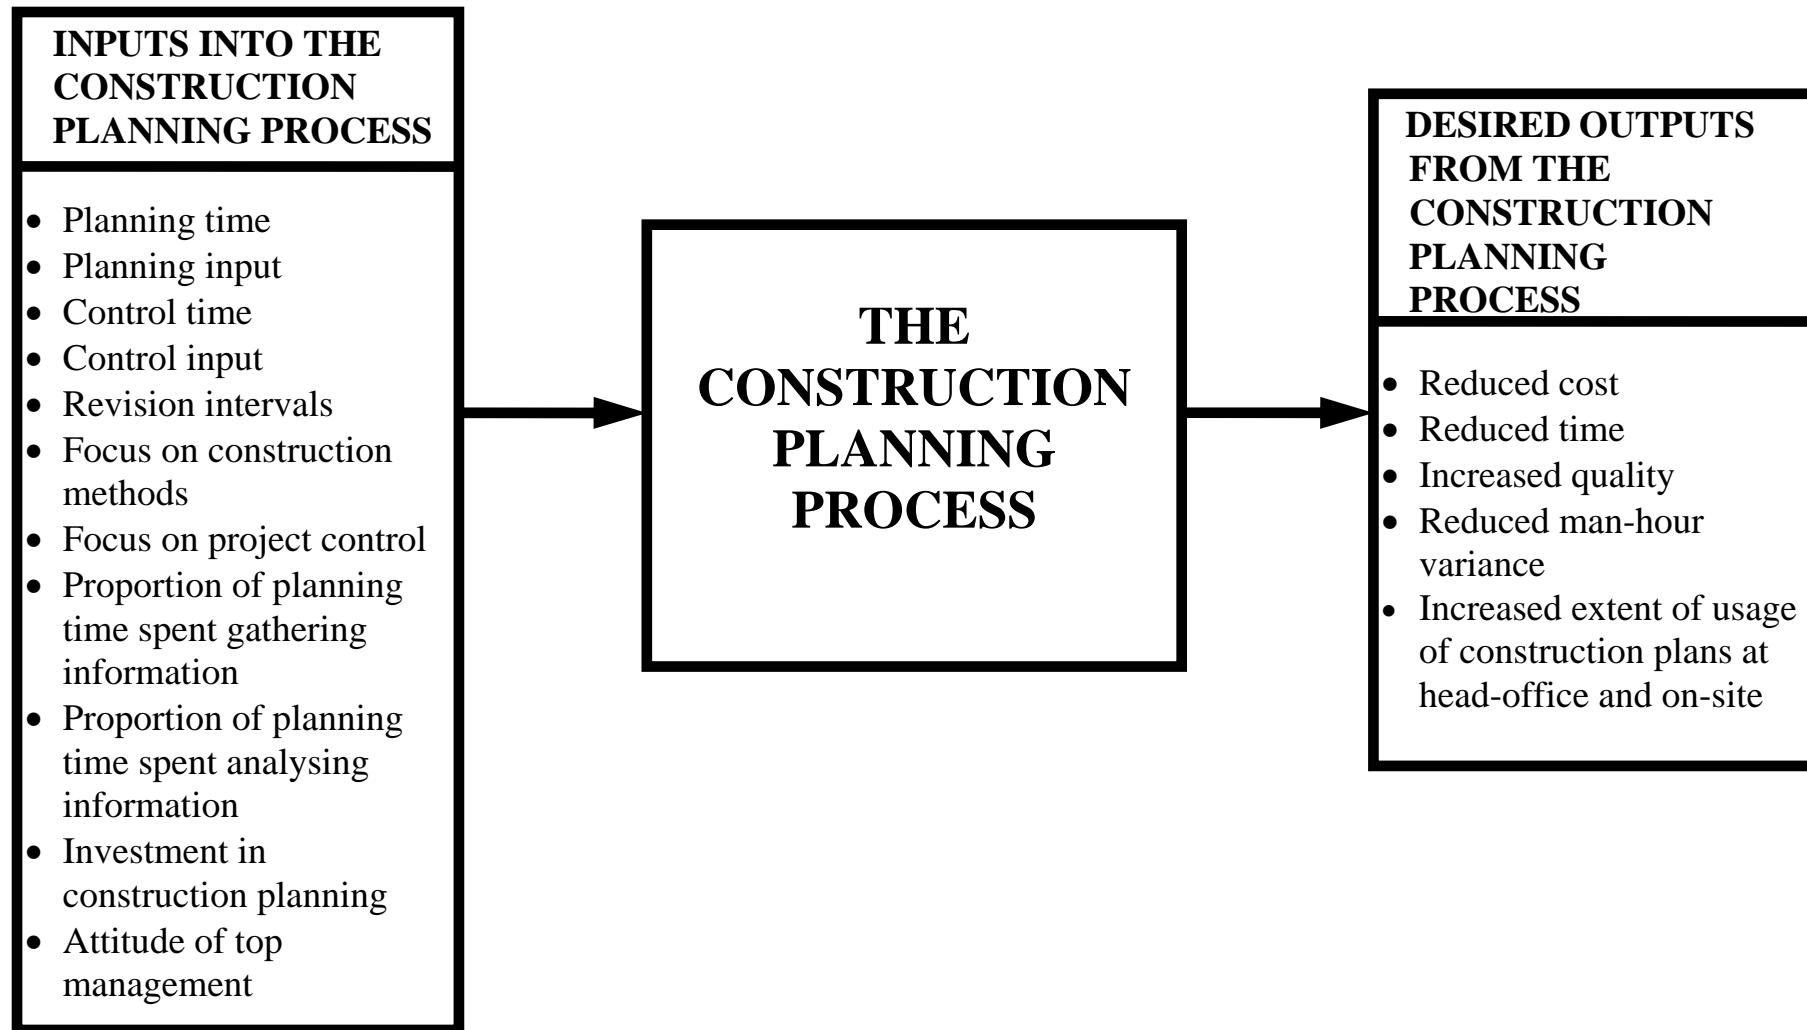 INPUTS INTO THE
CONSTRUCTION
PLANNING PROCESS
• Planning time
• Planning input
• Control time
• Control input
• Revision intervals
• Focus on construction
methods
• Focus on project control
• Proportion of planning
time spent gathering
information
• Proportion of planning
time spent analysing
information
• Investment in
construction planning
• Attitude of top
management
THE
CONSTRUCTION
PLANNING
PROCESS
DESIRED OUTPUTS
FROM THE
CONSTRUCTION
PLANNING
PROCESS
• Reduced cost
• Reduced time
• Increased quality
• Reduced man-hour
variance
• Increased extent of usage
of construction plans at
head-office and on-site